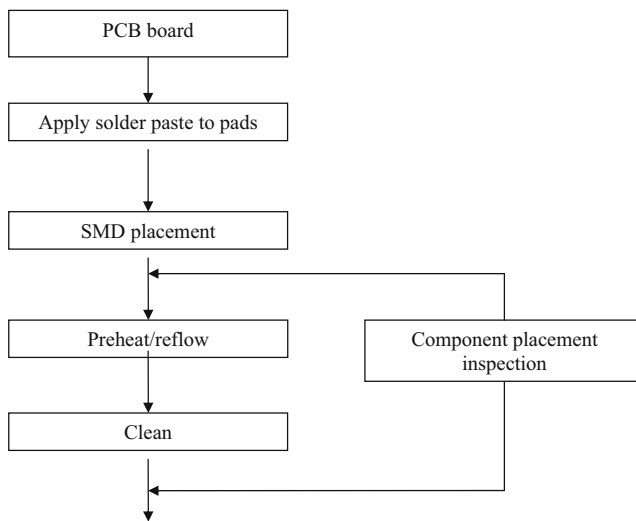 PCB board
Apply solder paste to pads
SMD placement
Preheat/reflow
Component placement
inspection
Clean